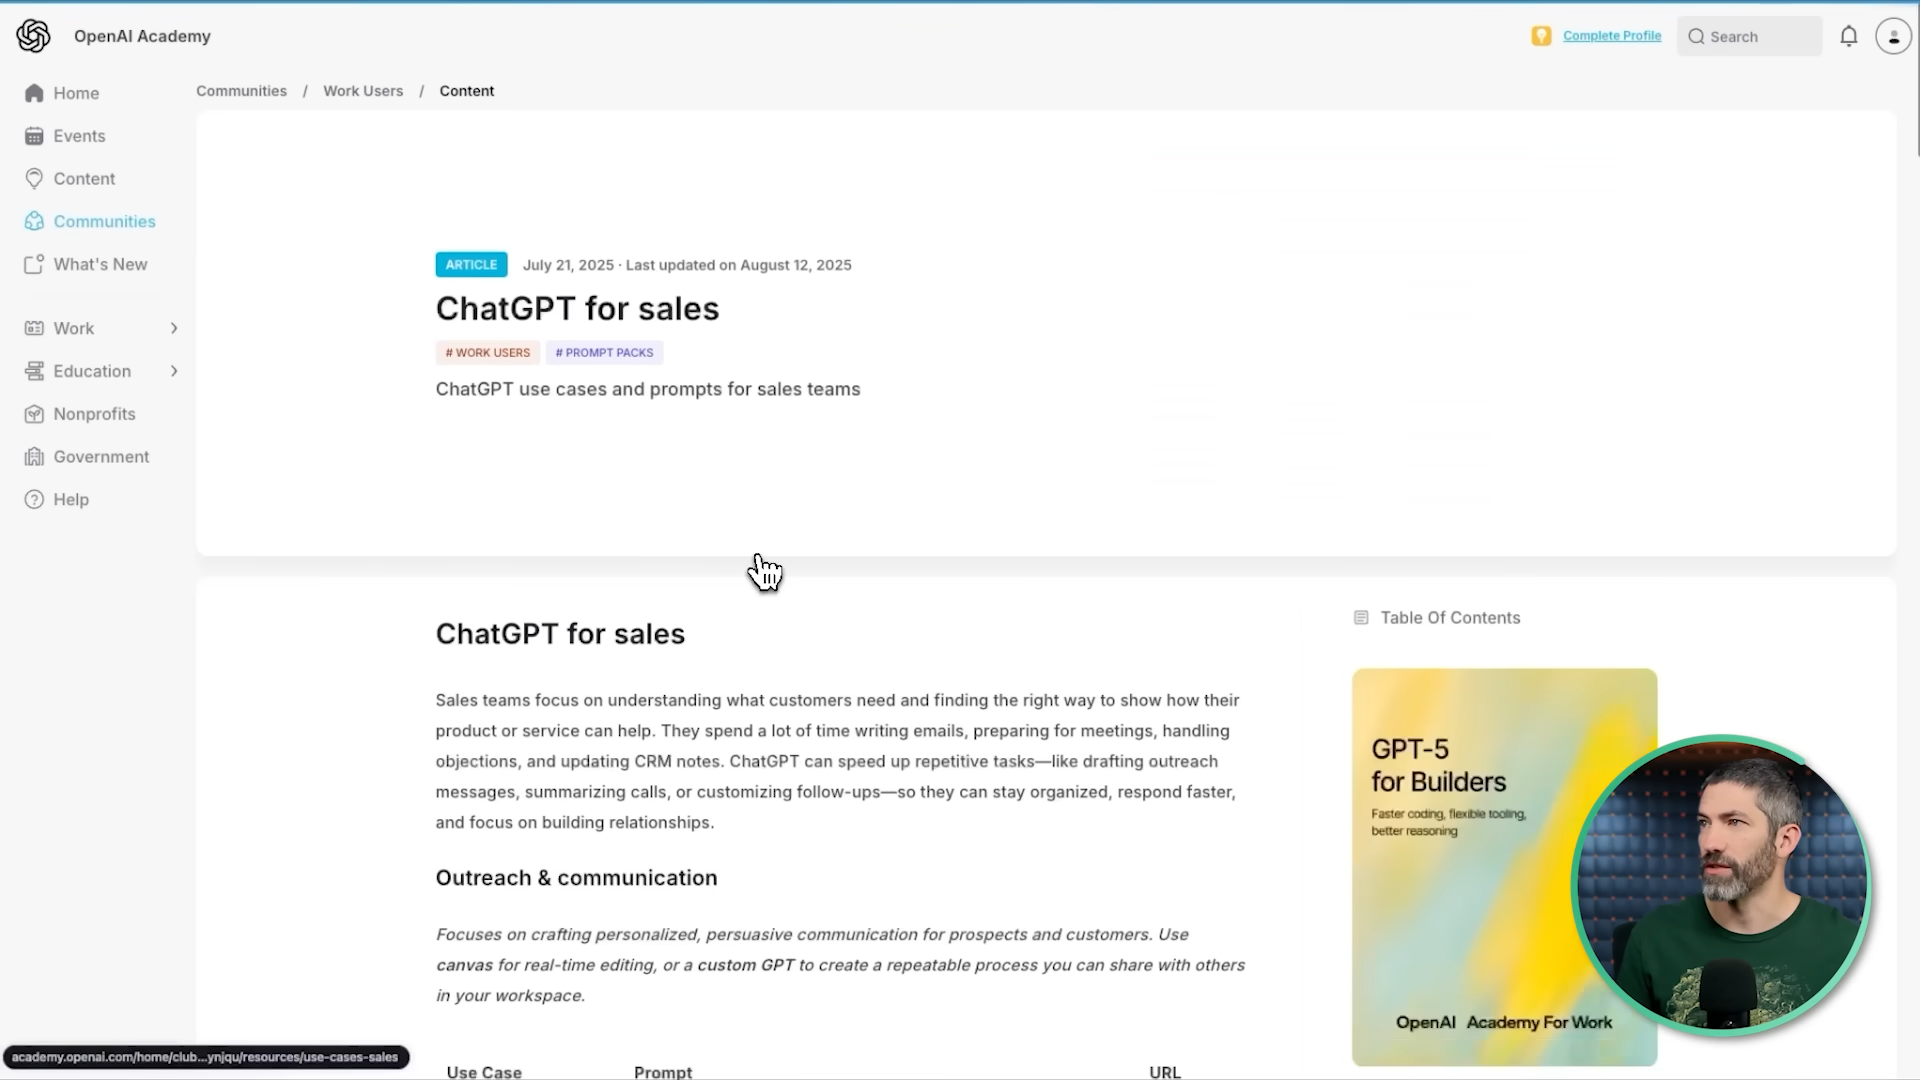 OpenAI Academy
Complete Profile
Search
Home
Events
Content
Communities
What's New
Work
Education
Nonprofits
Government
Help
Communities / Work Users / Content
ARTICLE July 21, 2025 · Last updated on August 12, 2025
ChatGPT for sales
# WORK USERS # PROMPT PACKS
ChatGPT use cases and prompts for sales teams
ChatGPT for sales
Sales teams focus on understanding what customers need and finding the right way to show how their
product or service can help. They spend a lot of time writing emails, preparing for meetings, handling
objections, and updating CRM notes. ChatGPT can speed up repetitive tasks—like drafting outreach
messages, summarizing calls, or customizing follow-ups—so they can stay organized, respond faster,
and focus on building relationships.
Outreach & communication
Focuses on crafting personalized, persuasive communication for prospects and customers. Use
canvas for real-time editing, or a custom GPT to create a repeatable process you can share with others
in your workspace.
Use Case Prompt URL
Table Of Contents
GPT-5
for Builders
Faster coding, flexible tooling,
better reasoning
OpenAI Academy For Work
academy.openai.com/home/club...ynjqu/resources/use-cases-sales